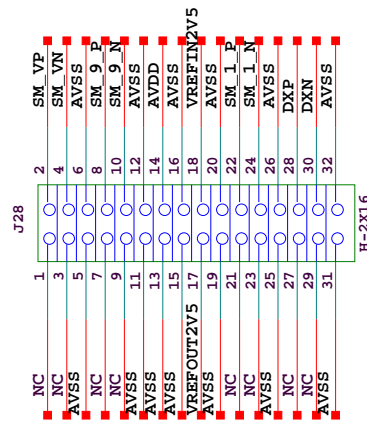 SM_VP
SM_VN
AVSS
SM_9_P
SM_9_N
AVSS
AVDD
AVSS
VREFIN2V5
AVSS
SM_1_P
SM_1_N
AVSS
DXP
DXN
AVSS
2
4
6
8
10
12
14
16
18
20
22
24
26
28
30
32
J28
H-2X16
1
3
5
7
9
11
13
15
17
19
21
23
25
27
29
31
NC
NC
AVSS
NC
NC
AVSS
AVSS
AVSS
VREFOUT2V5
AVSS
NC
NC
AVSS
NC
NC
AVSS